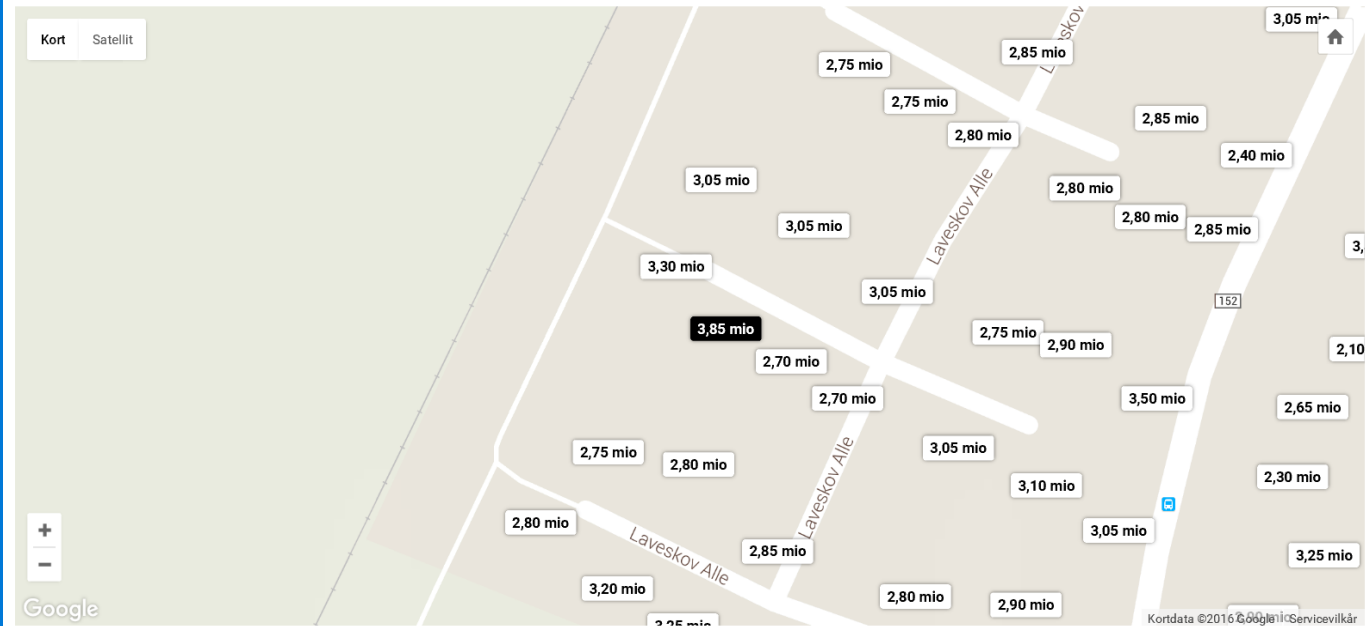 3,05 mio
Kort
Satellit
2,85 mio
2,75 mio
2,75 mio
2,85 mio
2,80 mio
2,40 mio
3,05 mio
2,80 mio
Laveskov Alle
2,80 mio
3,05 mio
2,85 mio
3,30 mio
3,05 mio
152
3,85 mio
2,75 mio
2,90 mio
2,10
2,70 mio
2,70 mio
3,50 mio
2,65 mio
3,05 mio
2,75 mio
2,80 mio
2,30 mio
3,10 mio
Laveskov Alle
2,80 mio
3,05 mio
2,85 mio
3,25 mio
Laveskov Alle
3,20 mio
2,80 mio
2,90 mio
Google
3,25 mio
Kortdata ©2016 Google
Servicevilkår